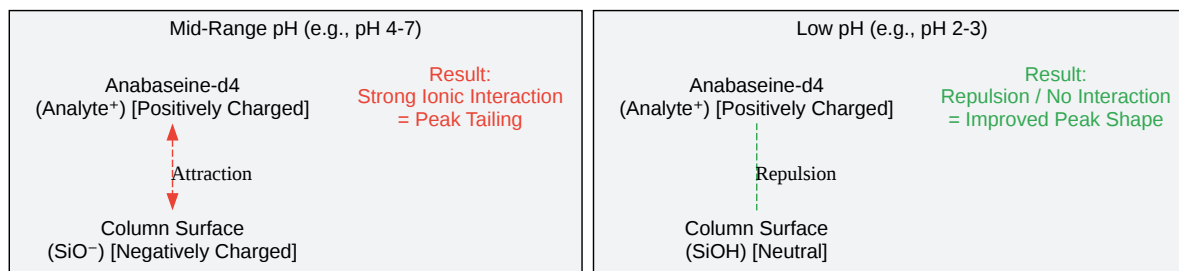 Mid-Range pH (e.g., pH 4-7)
Anabaseine-d4
(Analyte⁺) [Positively Charged]
Result:
Strong Ionic Interaction
= Peak Tailing
Attraction
Column Surface
(SiO⁻) [Negatively Charged]
Low pH (e.g., pH 2-3)
Anabaseine-d4
(Analyte⁺) [Positively Charged]
Result:
Repulsion / No Interaction
= Improved Peak Shape
Repulsion
Column Surface
(SiOH) [Neutral]